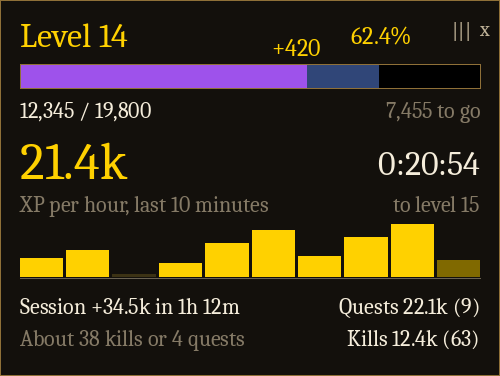 Level 14 +420 62.4% ||| x
12,345 / 19,800 7,455 to go
21.4k 0:20:54
XP per hour, last 10 minutes to level 15
Session +34.5k in 1h 12m Quests 22.1k (9)
About 38 kills or 4 quests Kills 12.4k (63)